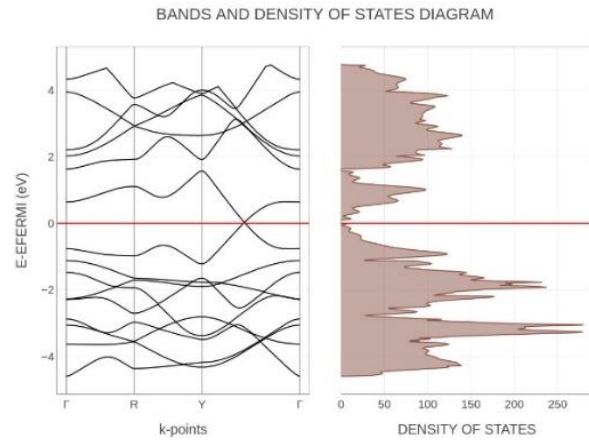 BANDS AND DENSITY OF STATES DIAGRAM
E-EFERMI (eV)
4
2
0
−2
−4
Γ
R
Y
Γ
k-points
0
50
100
150
200
250
DENSITY OF STATES